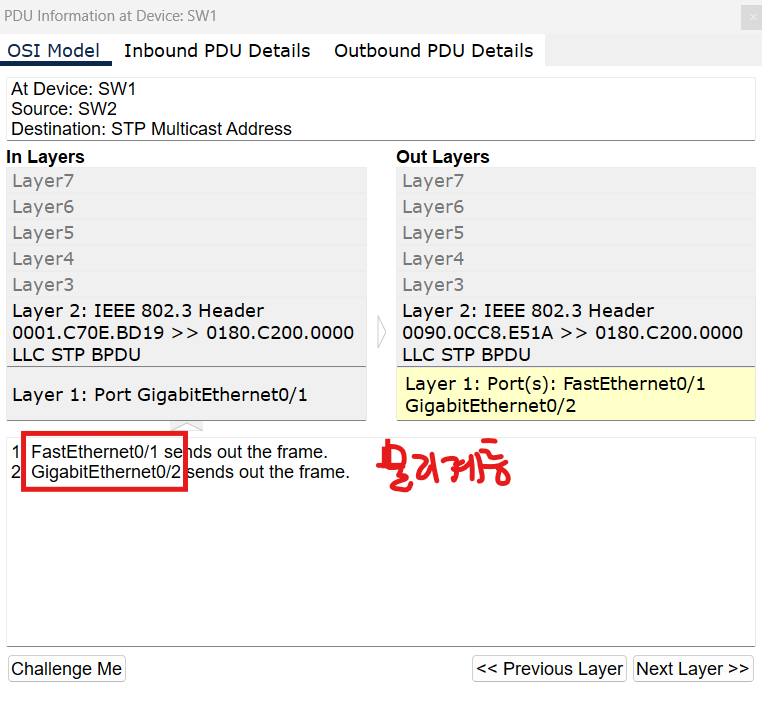 PDU Information at Device: SW1
OSI Model Inbound PDU Details Outbound PDU Details
At Device: SW1
Source: SW2
Destination: STP Multicast Address
In Layers
Layer7
Layer6
Layer5
Layer4
Layer3
Layer 2: IEEE 802.3 Header
0001.C70E.BD19 >> 0180.C200.0000
LLC STP BPDU
Layer 1: Port GigabitEthernet0/1
Out Layers
Layer7
Layer6
Layer5
Layer4
Layer3
Layer 2: IEEE 802.3 Header
0090.0CC8.E51A >> 0180.C200.0000
LLC STP BPDU
Layer 1: Port(s): FastEthernet0/1
GigabitEthernet0/2
1 FastEthernet0/1 sends out the frame.
2 GigabitEthernet0/2 sends out the frame.
물리계층
Challenge Me
<< Previous Layer Next Layer >>